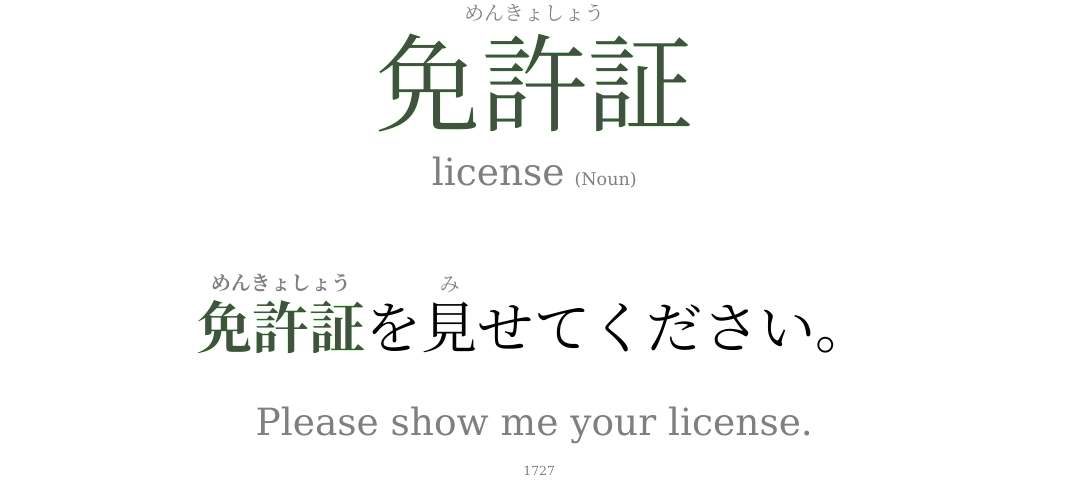 めんきょしょう
免許証
license (Noun)
めんきょしょう み
免許証を見せてください。
Please show me your license.
1727